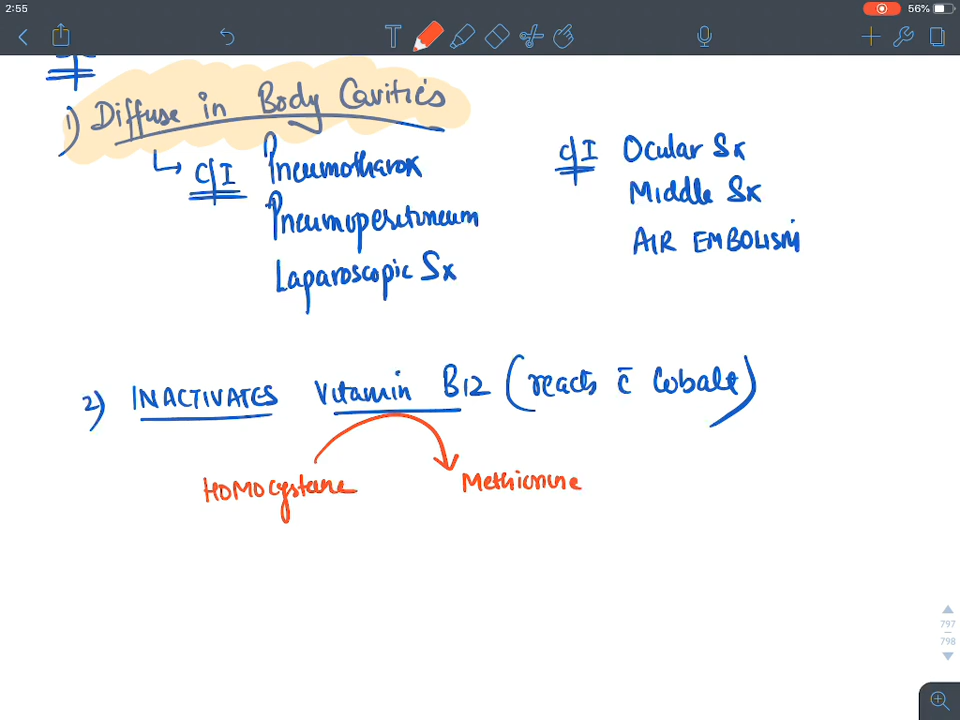 2:55
56%
T
1) Diffuse in Body Cavities
C/I Pneumothorax
Pneumoperitoneum
Laparoscopic Sx
C/I Ocular Sx
Middle Sx
AIR EMBOLISM
2) INACTIVATES Vitamin B12 (reacts c̄ Cobalt)
HOMOcysteine
Methionine
797
798